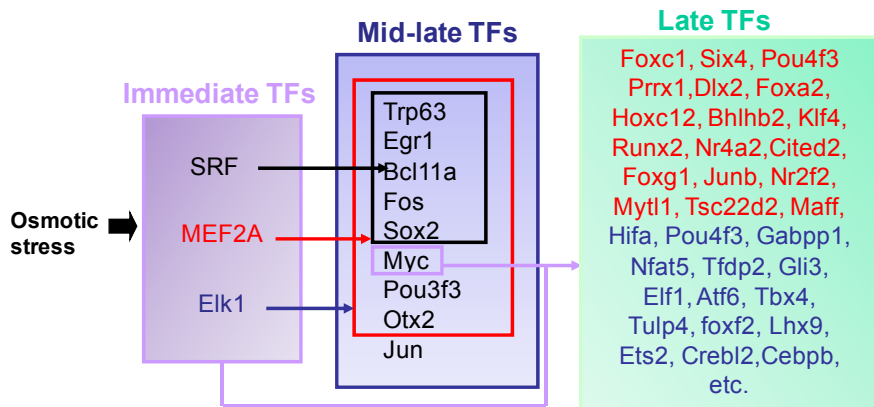 Immediate TFs
Mid-late TFs
Late TFs
Osmotic
stress
SRF
MEF2A
Elk1
Trp63
Egr1
Bcl11a
Fos
Sox2
Myc
Pou3f3
Otx2
Jun
Foxc1, Six4, Pou4f3
Prrx1,Dlx2, Foxa2,
Hoxc12, Bhlhb2, Klf4,
Runx2, Nr4a2,Cited2,
Foxg1, Junb, Nr2f2,
Mytl1, Tsc22d2, Maff,
Hifa, Pou4f3, Gabpp1,
Nfat5, Tfdp2, Gli3,
Elf1, Atf6, Tbx4,
Tulp4, foxf2, Lhx9,
Ets2, Crebl2,Cebpb,
etc.